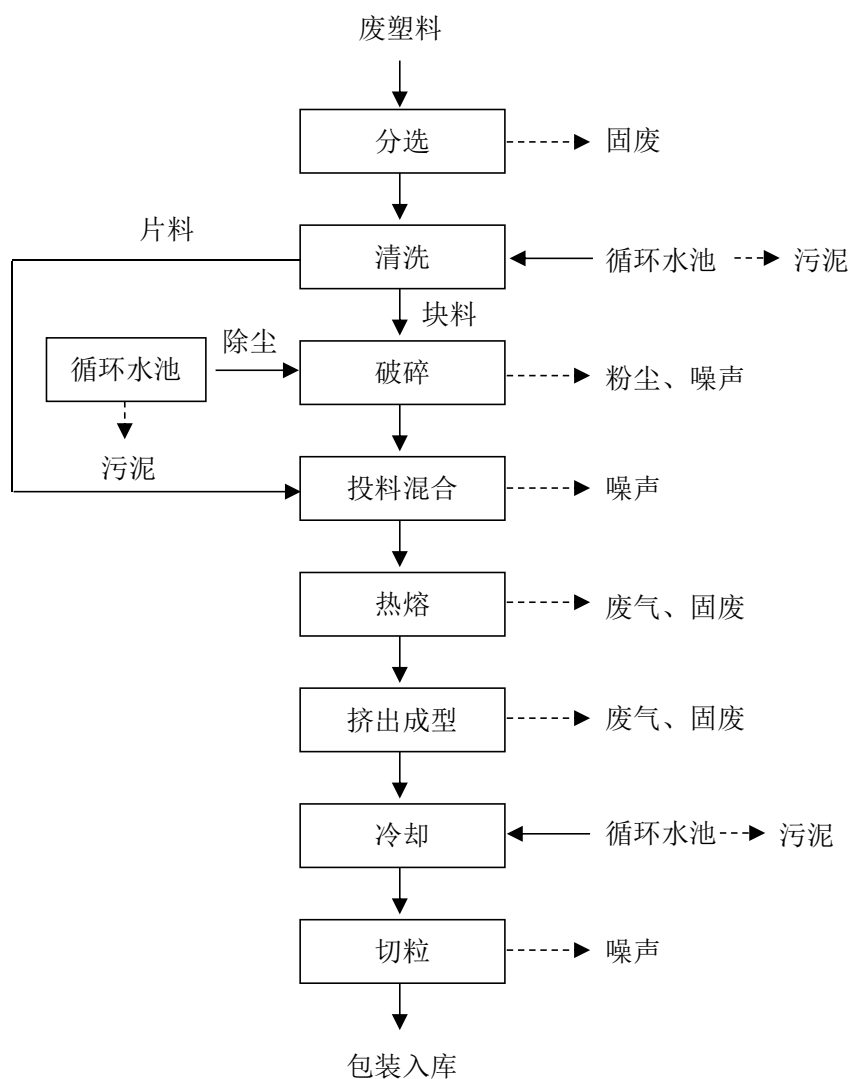 废塑料
分选
固废
片料
清洗
循环水池
污泥
块料
除尘
循环水池
破碎
粉尘、噪声
污泥
投料混合
噪声
热熔
废气、固废
挤出成型
废气、固废
冷却
循环水池
污泥
切粒
噪声
包装入库